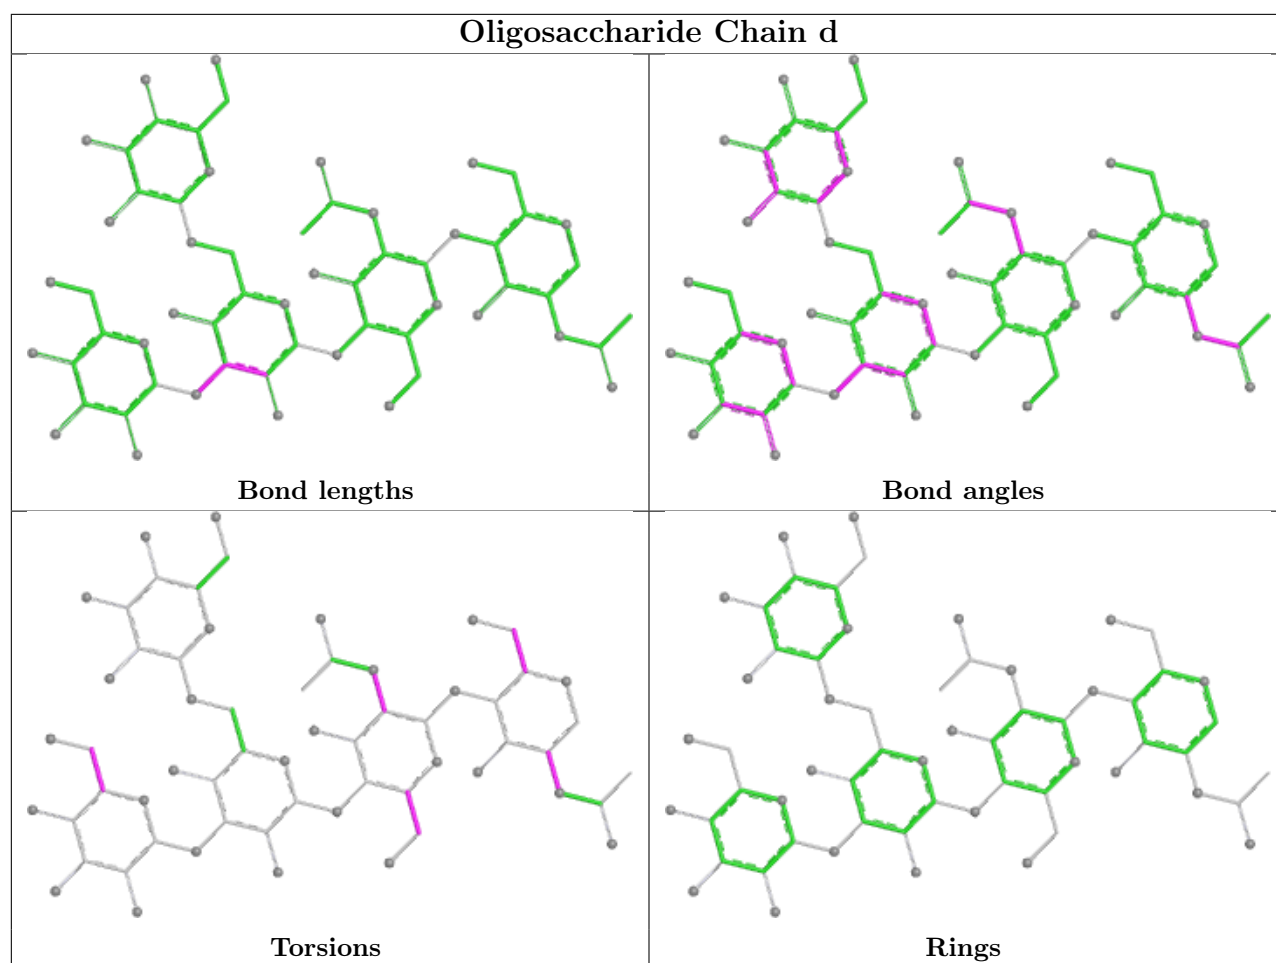 Oligosaccharide Chain d
Bond lengths
Bond angles
Torsions
Rings